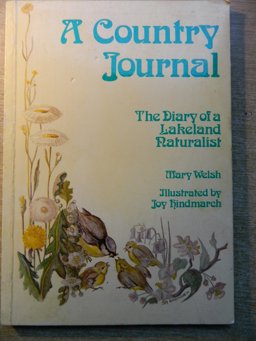 A Country
Journal
The Diary of a
Lakeland
Naturalist
Mary Welsh
Illustrated by
Joy Hindmarch